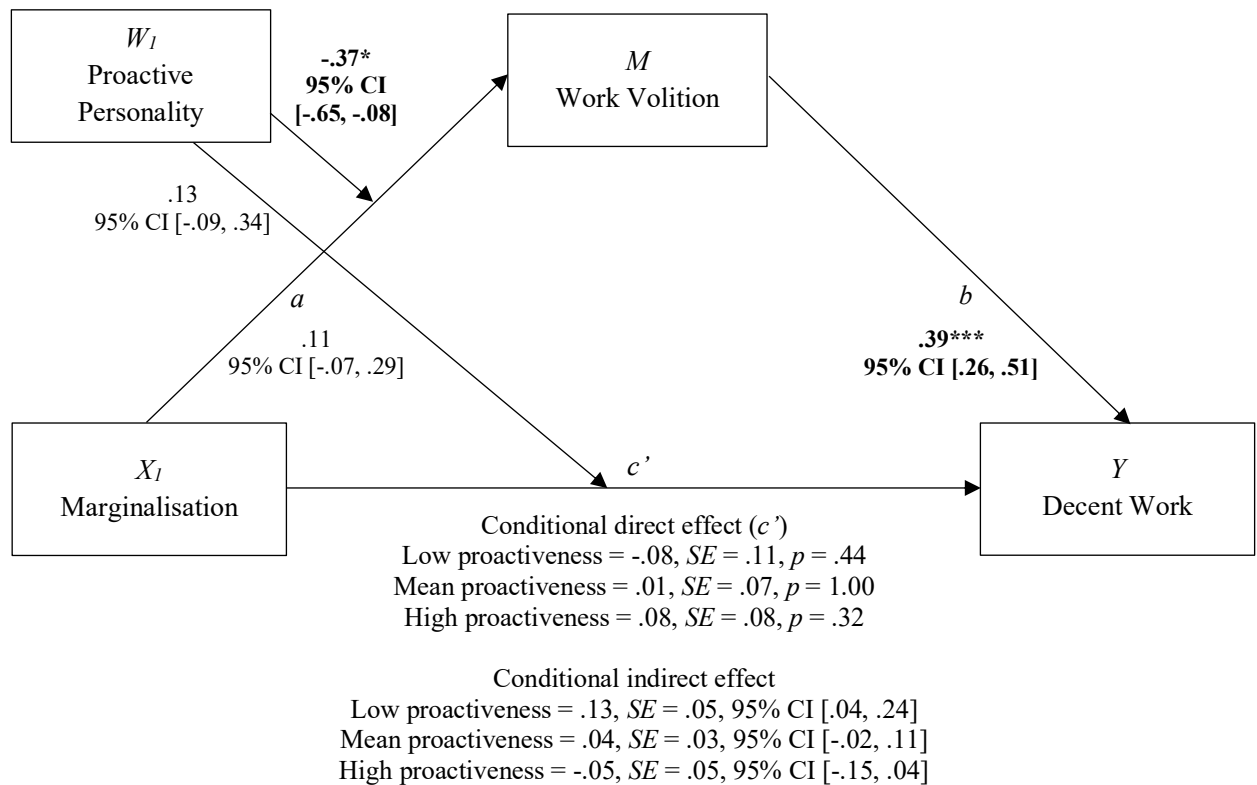 W1
Proactive
Personality
-.37*
95% CI
[-.65, -.08]
M
Work Volition
.13
95% CI [-.09, .34]
a
.11
95% CI [-.07, .29]
b
.39***
95% CI [.26, .51]
X1
Marginalisation
c’
Y
Decent Work
Conditional direct effect (c’)
Low proactiveness = -.08, SE = .11, p = .44
Mean proactiveness = .01, SE = .07, p = 1.00
High proactiveness = .08, SE = .08, p = .32
Conditional indirect effect
Low proactiveness = .13, SE = .05, 95% CI [.04, .24]
Mean proactiveness = .04, SE = .03, 95% CI [-.02, .11]
High proactiveness = -.05, SE = .05, 95% CI [-.15, .04]